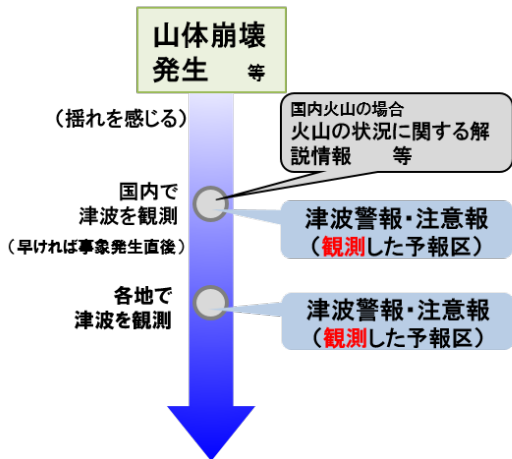 山体崩壊
発生 等
(揺れを感じる)
国内火山の場合
火山の状況に関する解
説情報 等
国内で
津波を観測
(早ければ事象発生直後)
津波警報・注意報
(観測した予報区)
各地で
津波を観測
津波警報・注意報
(観測した予報区)